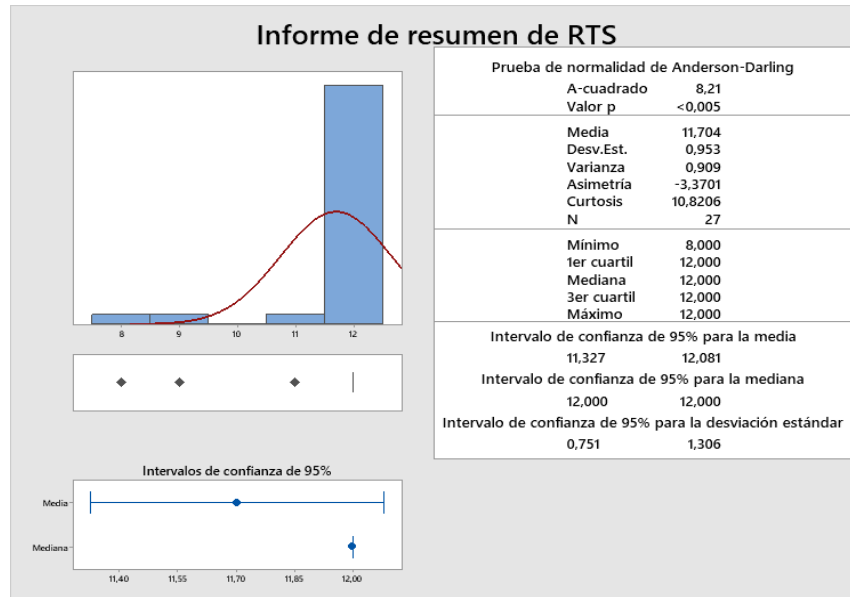 Informe de resumen de RTS
Prueba de normalidad de Anderson-Darling
A-cuadrado 8,21
Valor p <0,005
Media 11,704
Desv.Est. 0,953
Varianza 0,909
Asimetría -3,3701
Curtosis 10,8206
N 27
Mínimo 8,000
1er cuartil 12,000
Mediana 12,000
3er cuartil 12,000
Máximo 12,000
Intervalo de confianza de 95% para la media
11,327 12,081
Intervalo de confianza de 95% para la mediana
12,000 12,000
Intervalo de confianza de 95% para la desviación estándar
0,751 1,306
8 9 10 11 12
Intervalos de confianza de 95%
Media
Mediana
11,40 11,55 11,70 11,85 12,00